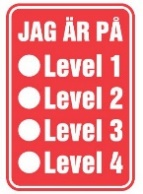 JAG ÄR PÅ
Level 1
Level 2
Level 3
Level 4